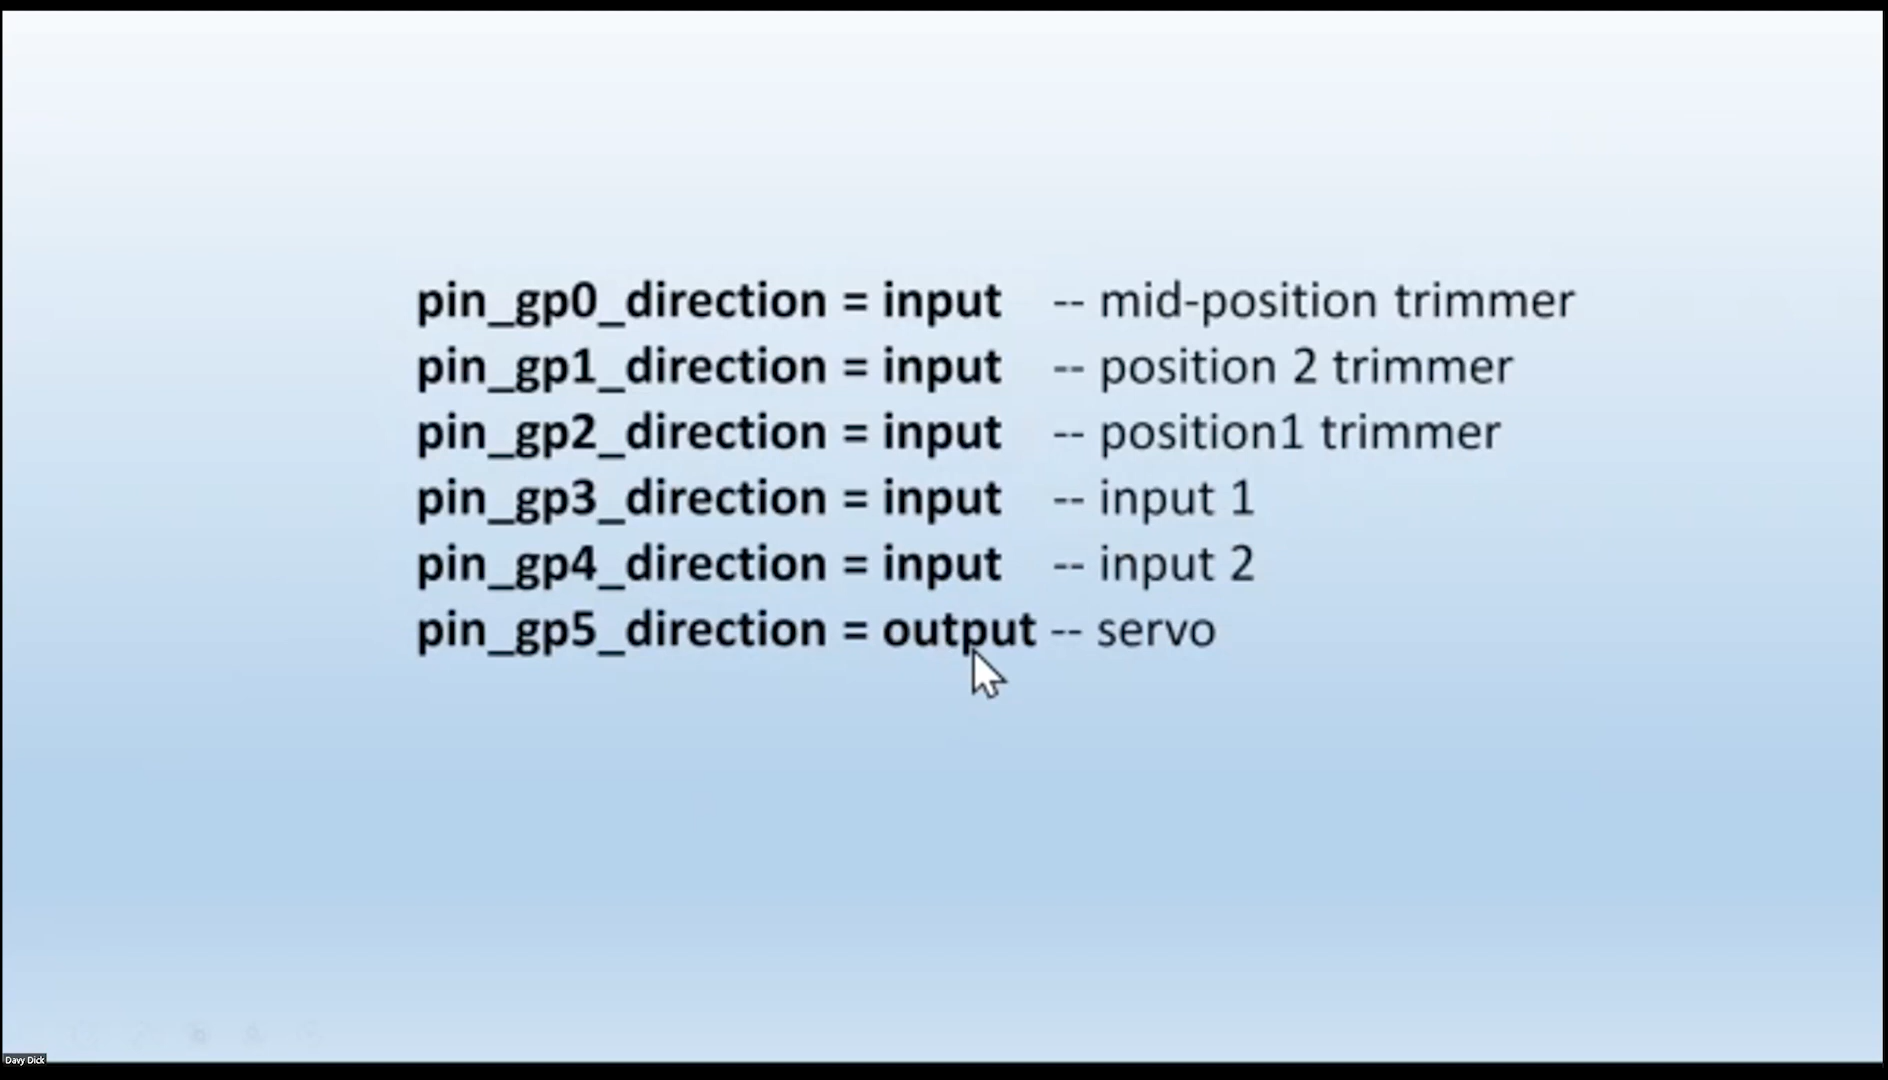 pin_gp0_direction = input -- mid-position trimmer
pin_gp1_direction = input -- position 2 trimmer
pin_gp2_direction = input -- position1 trimmer
pin_gp3_direction = input -- input 1
pin_gp4_direction = input -- input 2
pin_gp5_direction = output -- servo
Davy Dick